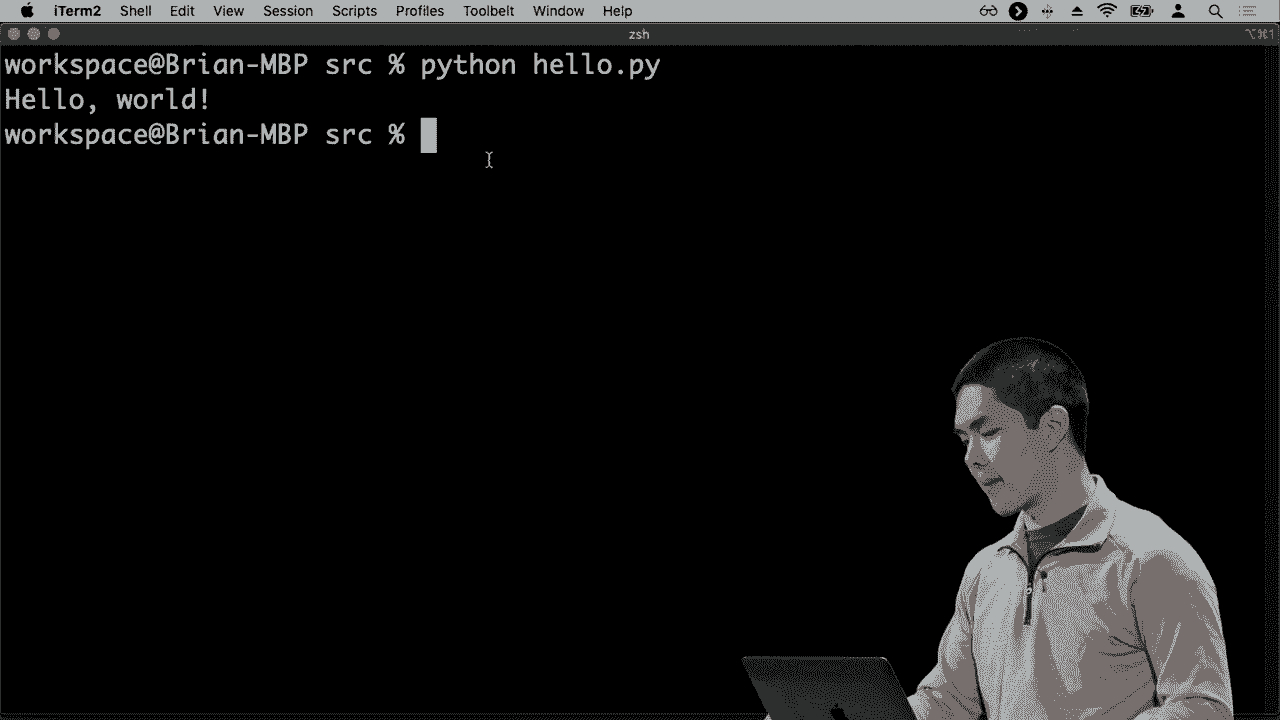 iTerm2 Shell Edit View Session Scripts Profiles Toolbelt Window Help
zsh
⌥⌘1
workspace@Brian-MBP src % python hello.py
Hello, world!
workspace@Brian-MBP src %